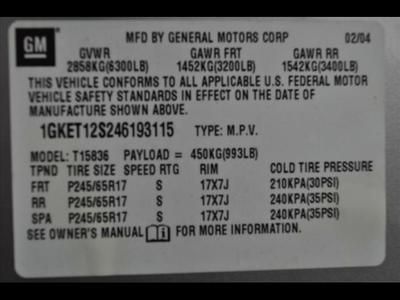 GM MFD BY GENERAL MOTORS CORP 02/04
GVWR GAWR FRT GAWR RR
2858KG(6300LB) 1452KG(3200LB) 1542KG(3400LB)
THIS VEHICLE CONFORMS TO ALL APPLICABLE U.S. FEDERAL MOTOR
VEHICLE SAFETY STANDARDS IN EFFECT ON THE DATE OF
MANUFACTURE SHOWN ABOVE.
1GKET12S246193115 TYPE: M.P.V.
MODEL: T15836 PAYLOAD = 450KG(993LB)
TPND TIRE SIZE SPEED RTG RIM COLD TIRE PRESSURE
FRT P245/65R17 S 17X7J 210KPA(30PSI)
RR P245/65R17 S 17X7J 240KPA(35PSI)
SPA P245/65R17 S 17X7J 240KPA(35PSI)
SEE OWNER'S MANUAL FOR MORE INFORMATION.